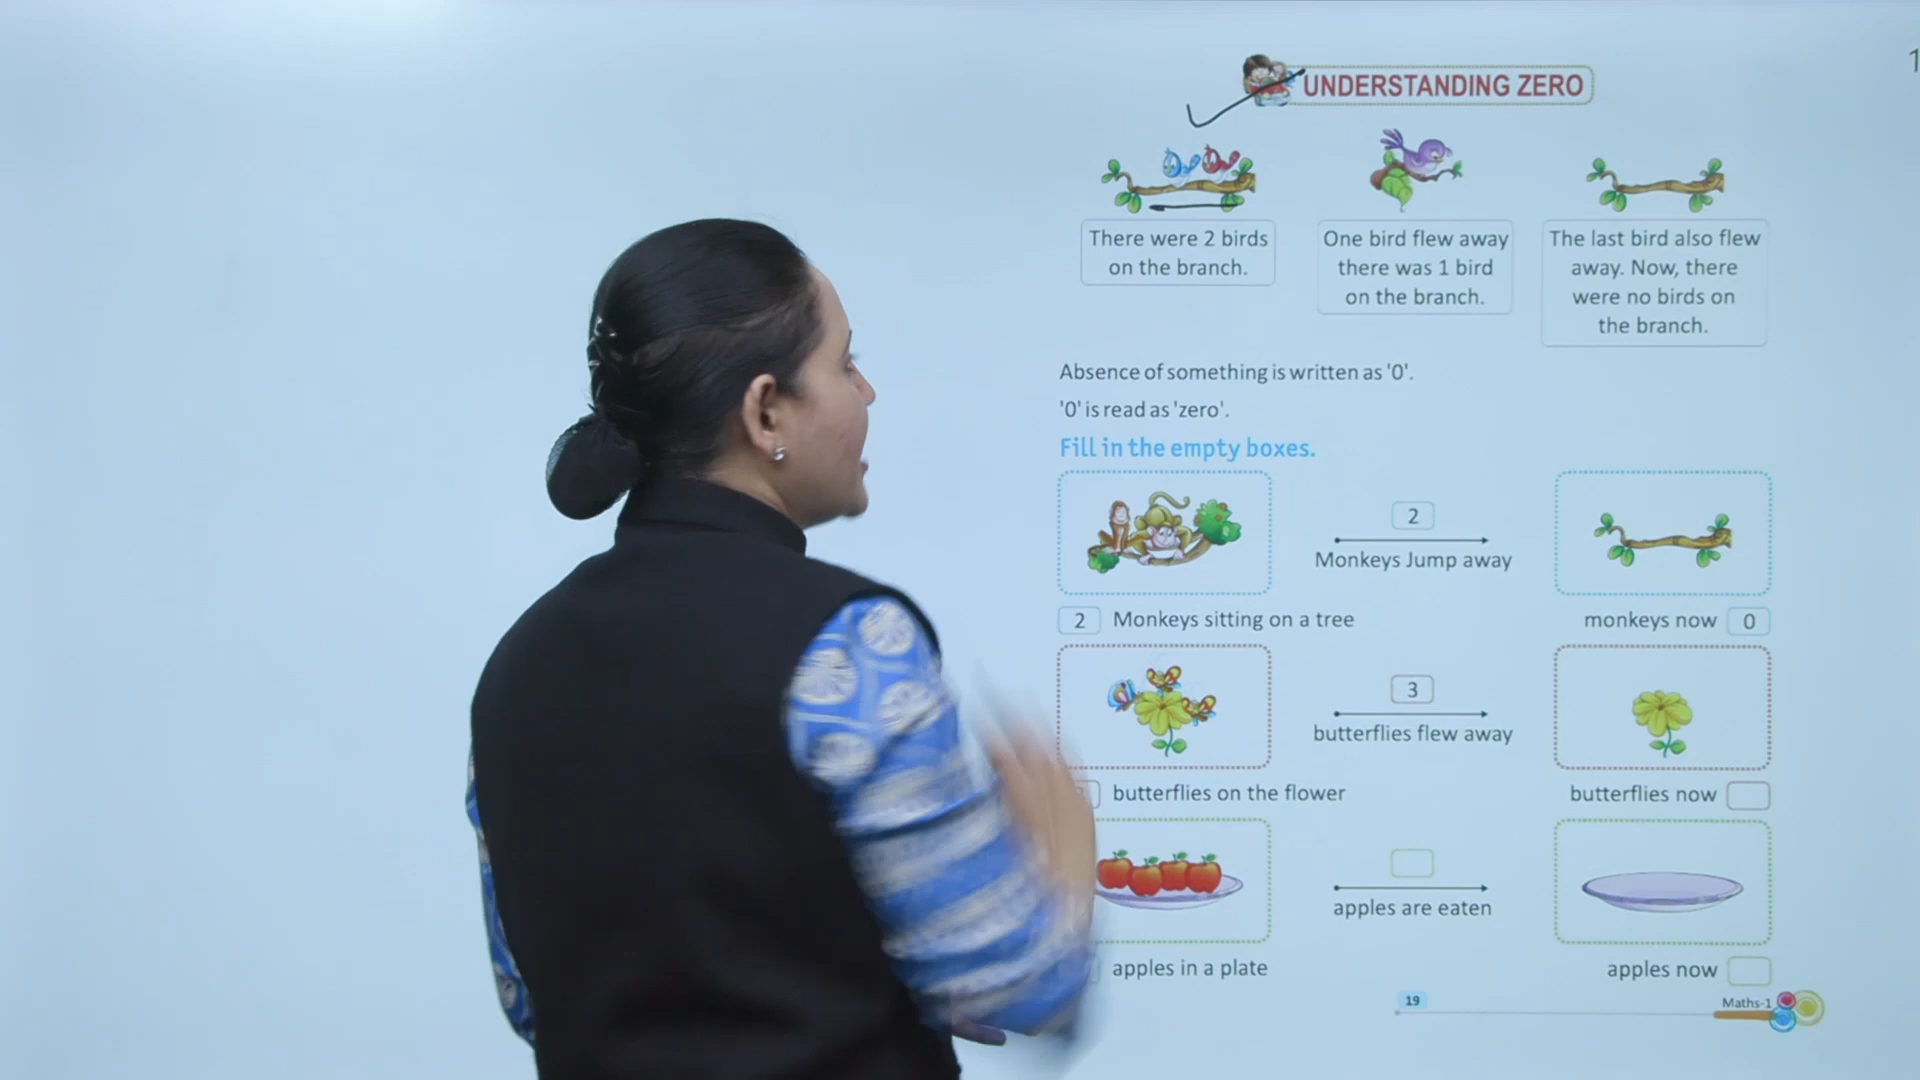 1
UNDERSTANDING ZERO
There were 2 birds
on the branch.
One bird flew away
there was 1 bird
on the branch.
The last bird also flew
away. Now, there
were no birds on
the branch.
Absence of something is written as '0'.
'0' is read as 'zero'.
Fill in the empty boxes.
2
Monkeys Jump away
2 Monkeys sitting on a tree
monkeys now 0
3
butterflies flew away
butterflies on the flower
butterflies now
apples are eaten
apples in a plate
apples now
19
Maths-1